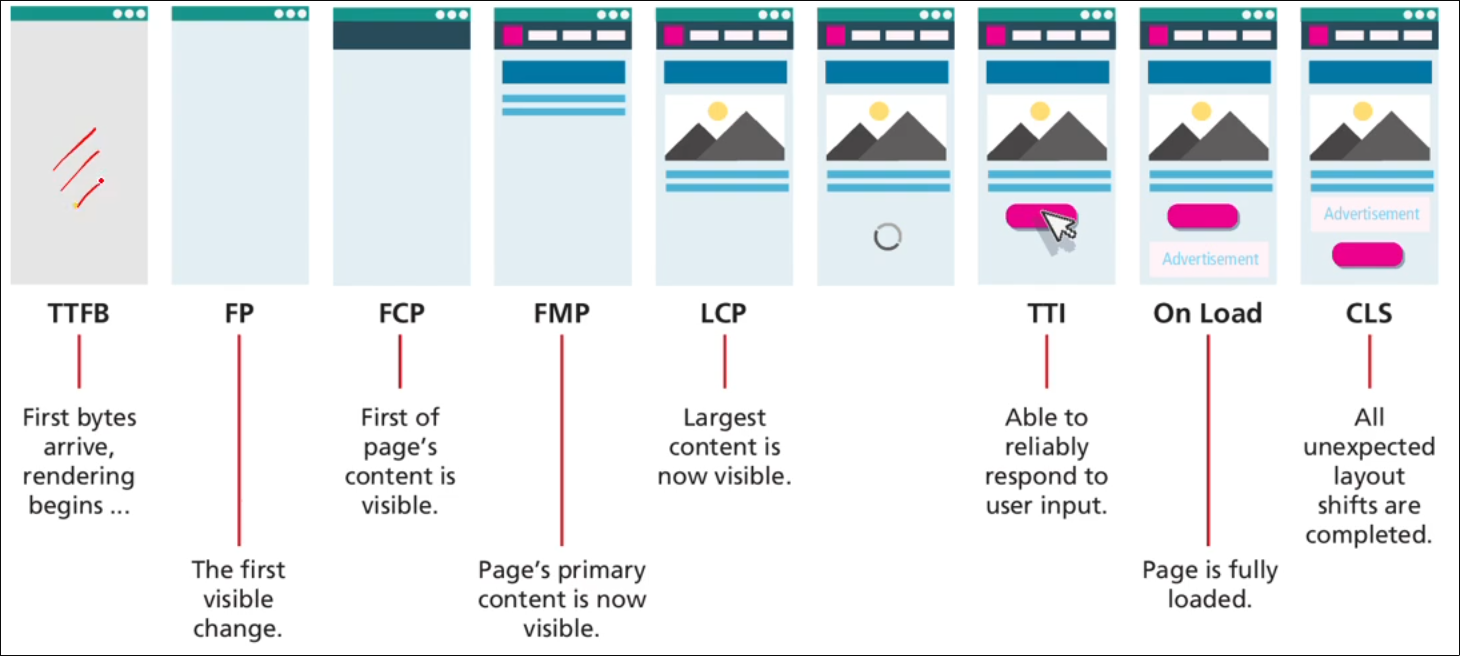 Advertisement
Advertisement
TTFB
FP
FCP
FMP
LCP
TTI
On Load
CLS
First bytes
arrive,
rendering
begins ...
The first
visible
change.
First of
page’s
content is
visible.
Page’s primary
content is now
visible.
Largest
content is
now visible.
Able to
reliably
respond to
user input.
Page is fully
loaded.
All
unexpected
layout
shifts are
completed.